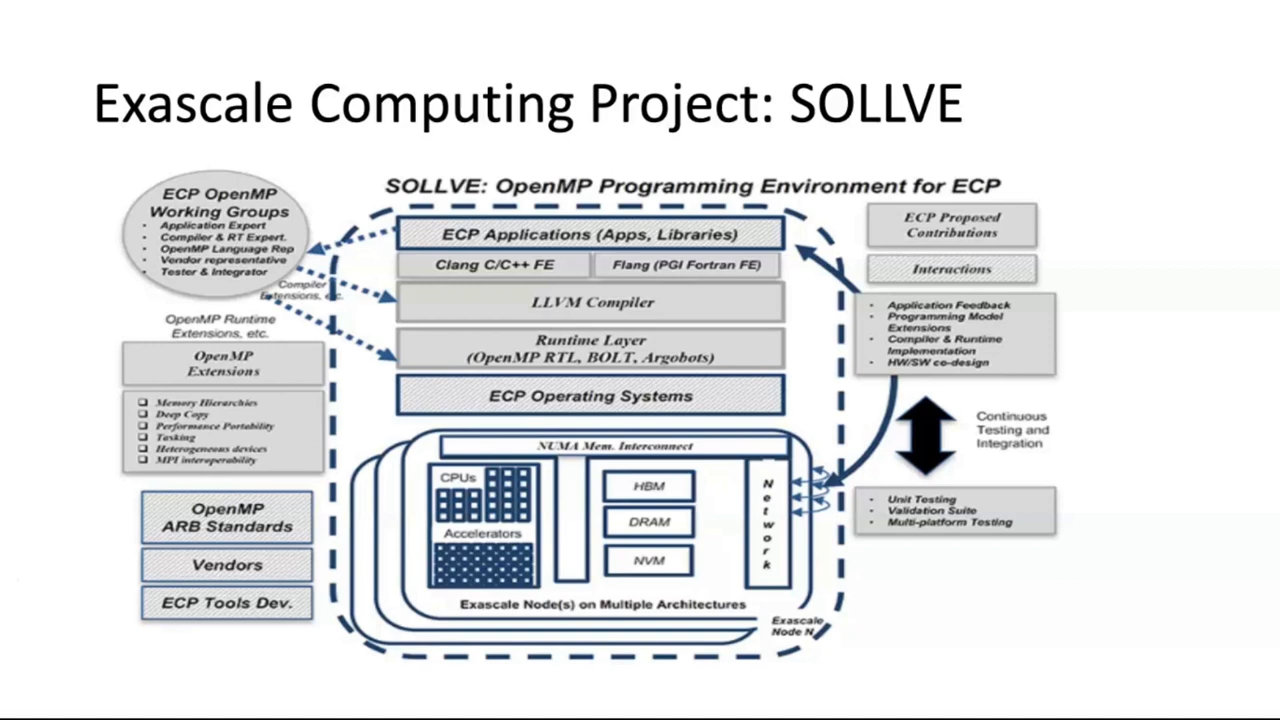 Exascale Computing Project: SOLLVE
SOLLVE: OpenMP Programming Environment for ECP
ECP OpenMP
Working Groups
• Application Expert
• Compiler & RT Expert.
• OpenMP Language Rep
• Vendor representative
• Tester & Integrator
Compiler
Extensions, etc.
OpenMP Runtime
Extensions, etc.
OpenMP
Extensions
❑ Memory Hierarchies
❑ Deep Copy
❑ Performance Portability
❑ Tasking
❑ Heterogeneous devices
❑ MPI interoperability
OpenMP
ARB Standards
Vendors
ECP Tools Dev.
ECP Applications (Apps, Libraries)
Clang C/C++ FE
Flang (PGI Fortran FE)
LLVM Compiler
Runtime Layer
(OpenMP RTL, BOLT, Argobots)
ECP Operating Systems
NUMA Mem. Interconnect
CPUs
Accelerators
HBM
DRAM
NVM
Network
Exascale Node(s) on Multiple Architectures
Exascale
Node N
ECP Proposed
Contributions
Interactions
• Application Feedback
• Programming Model
Extensions
• Compiler & Runtime
Implementation
• HW/SW co-design
Continuous
Testing and
Integration
• Unit Testing
• Validation Suite
• Multi-platform Testing